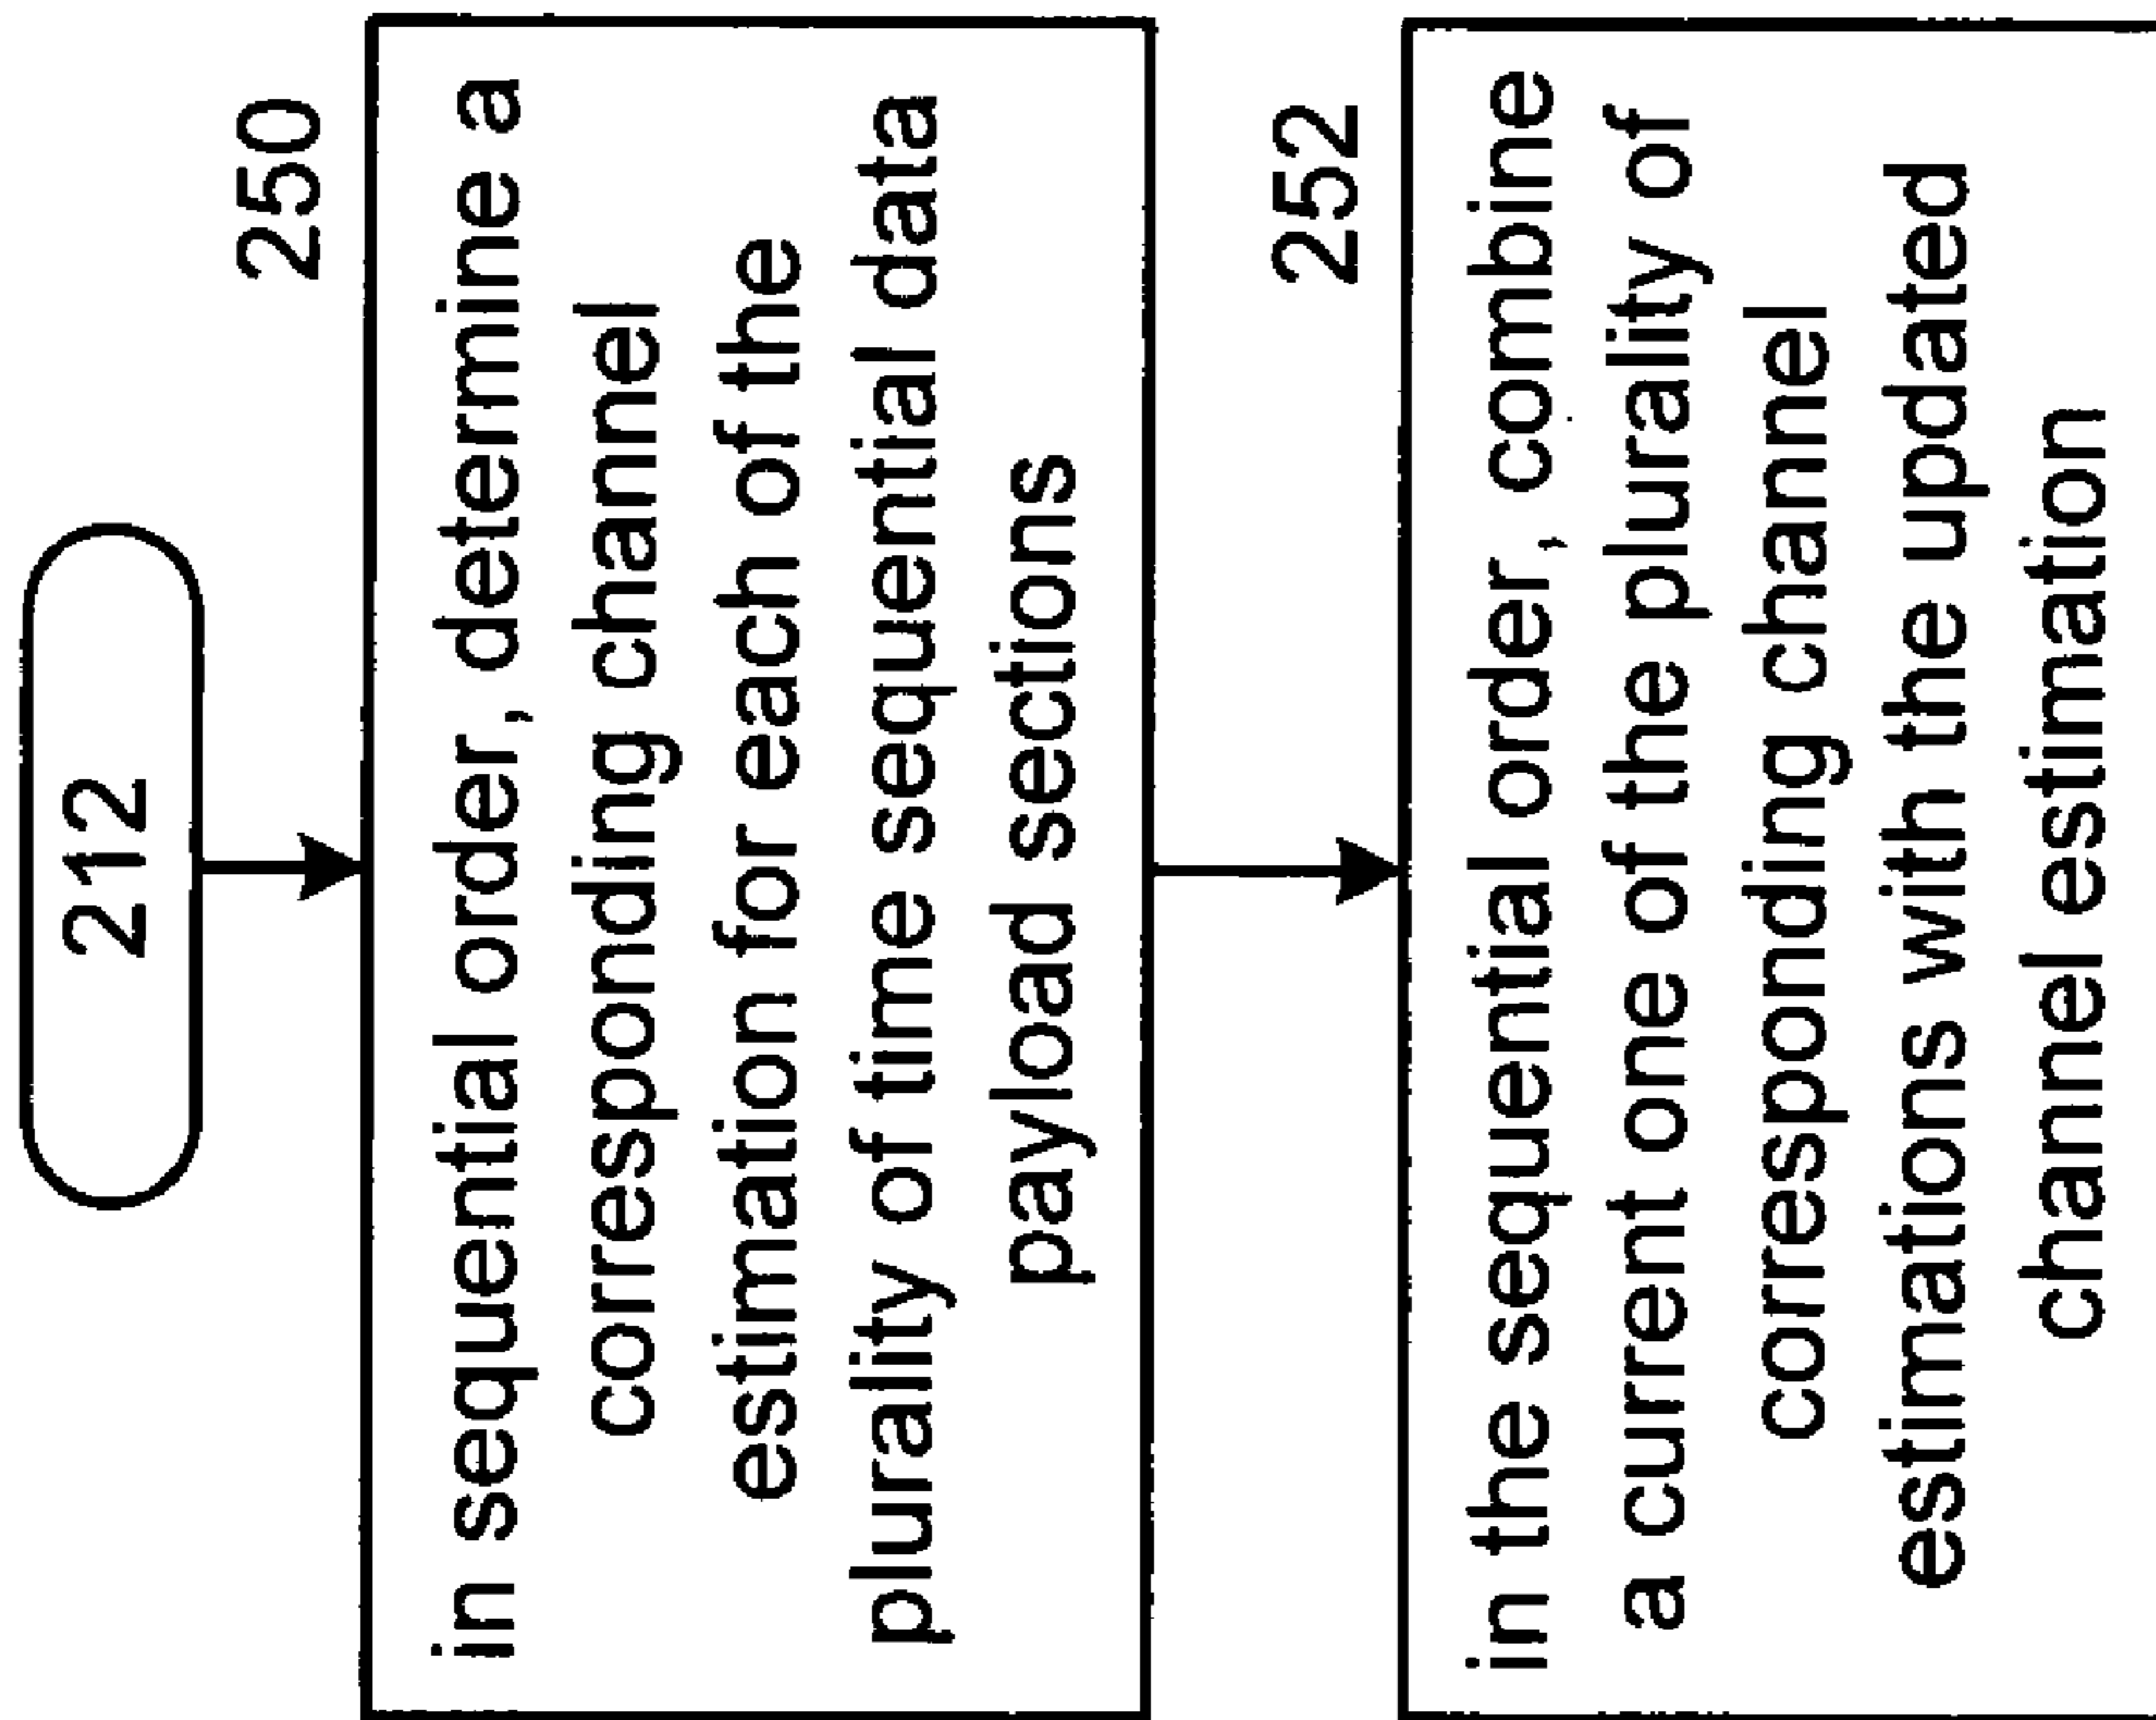 212
250
in sequential order, determine a
corresponding channel
estimation for each of the
plurality of time sequential data
payload sections
252
in the sequential order, combine
a current one of the plurality of
corresponding channel
estimations with the updated
channel estimation